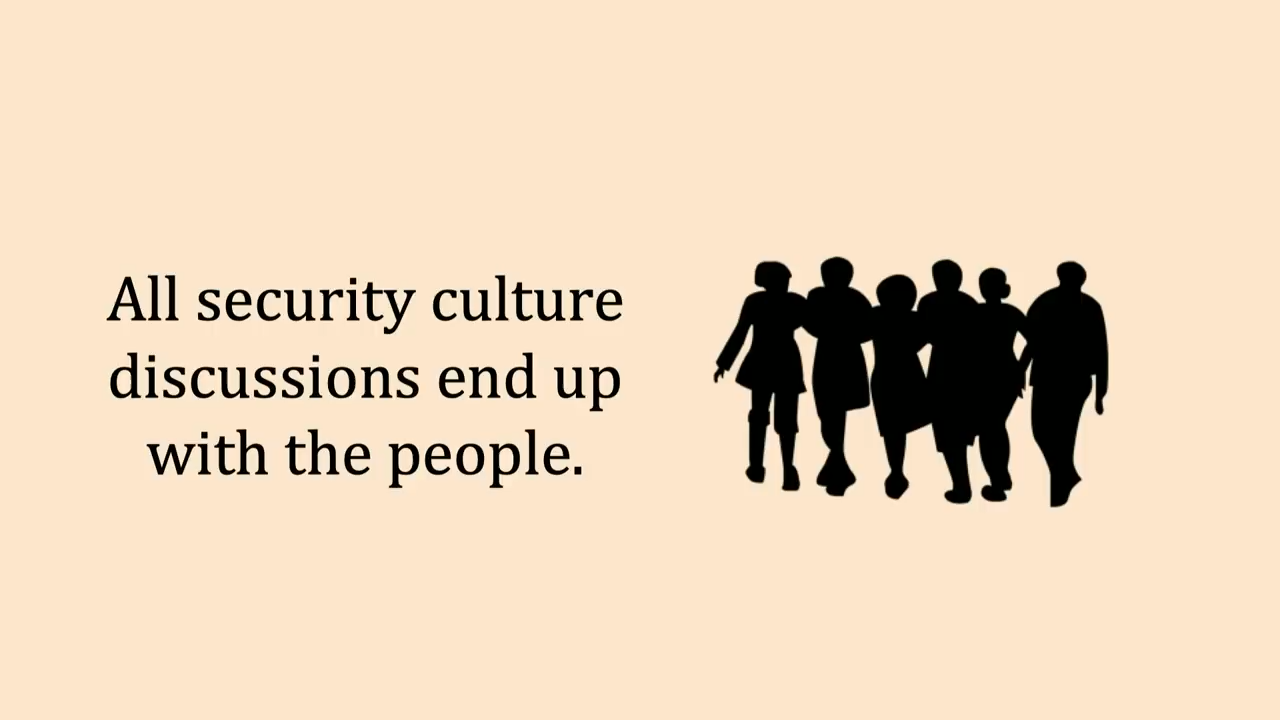 All security culture
discussions end up
with the people.